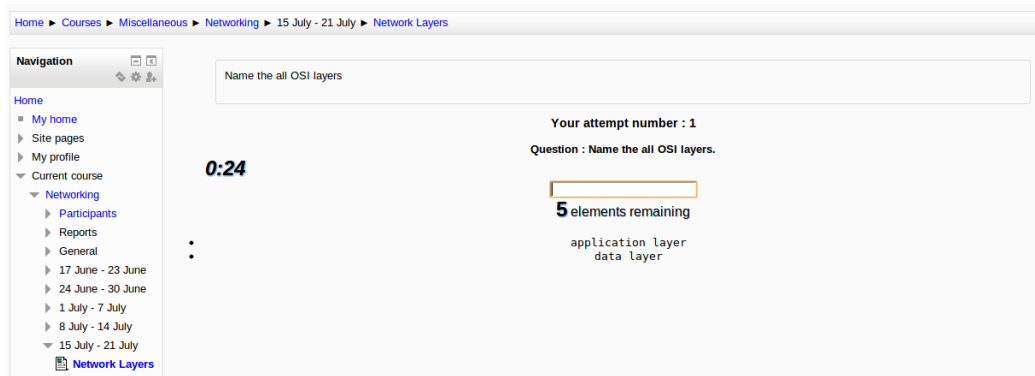 Home ► Courses ► Miscellaneous ► Networking ► 15 July - 21 July ► Network Layers
Navigation
Home
My home
Site pages
My profile
Current course
Networking
Participants
Reports
General
17 June - 23 June
24 June - 30 June
1 July - 7 July
8 July - 14 July
15 July - 21 July
Network Layers
Name the all OSI layers
Your attempt number : 1
Question : Name the all OSI layers.
0:24
5 elements remaining
application layer
data layer